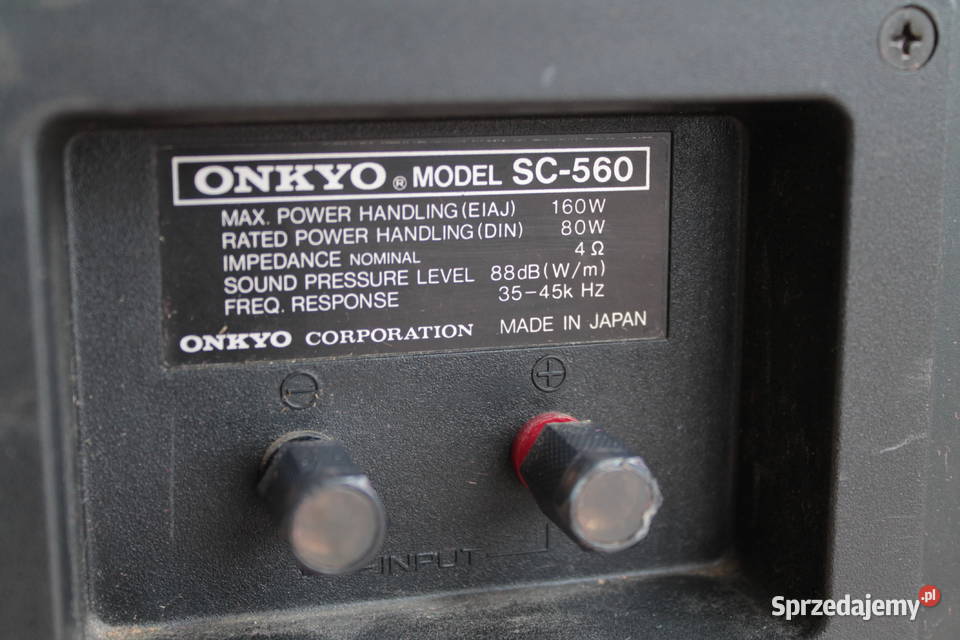 ONKYO ® MODEL SC-560
MAX. POWER HANDLING (EIAJ) 160W
RATED POWER HANDLING (DIN) 80W
IMPEDANCE NOMINAL 4 Ω
SOUND PRESSURE LEVEL 88dB (W/m)
FREQ. RESPONSE 35-45k Hz
ONKYO CORPORATION MADE IN JAPAN
- +
INPUT
Sprzedajemy.pl